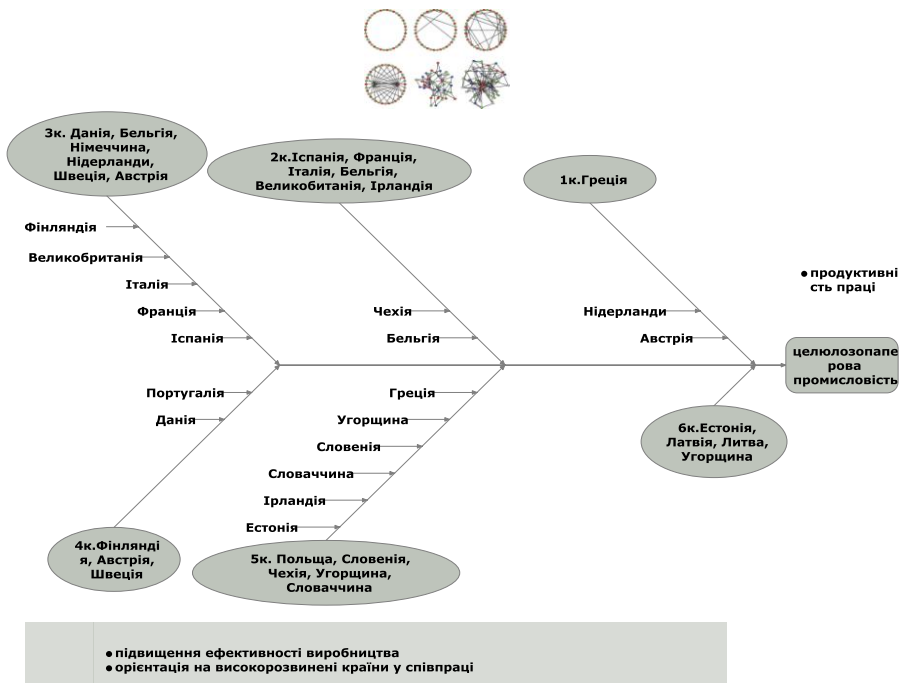 3к. Данія, Бельгія,
Німеччина,
Нідерланди,
Швеція, Австрія
2к.Іспанія, Франція,
Італія, Бельгія,
Великобитанія, Ірландія
1к.Греція
Фінляндія
Великобританія
Італія
Франція
Іспанія
Чехія
Бельгія
Нідерланди
Австрія
● продуктивні
сть праці
целюлозопапе
рова
промисловість
Португалія
Данія
Греція
Угорщина
Словенія
Словаччина
Ірландія
Естонія
6к.Естонія,
Латвія, Литва,
Угорщина
4к.Фінлянді
я, Австрія,
Швеція
5к. Польща, Словенія,
Чехія, Угорщина,
Словаччина
● підвищення ефективності виробництва
● орієнтація на високорозвинені країни у співпраці